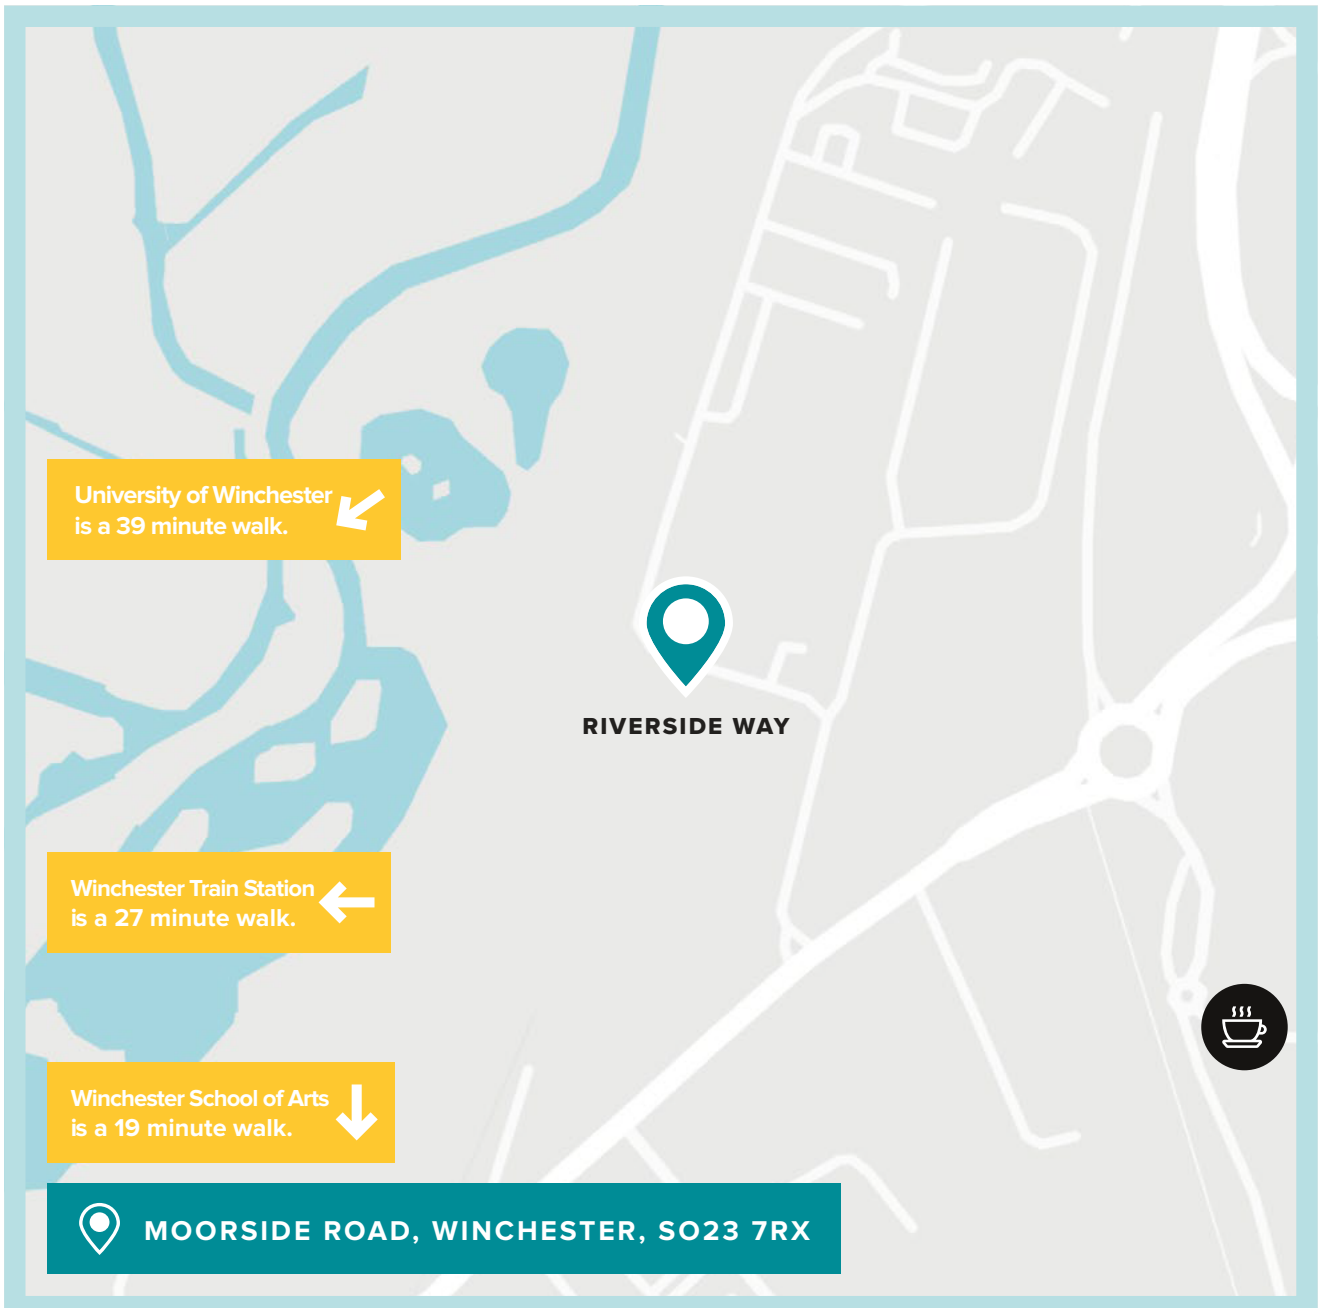 University of Winchester
is a 39 minute walk.
RIVERSIDE WAY
Winchester Train Station
is a 27 minute walk.
Winchester School of Arts
is a 19 minute walk.
MOORSIDE ROAD, WINCHESTER, SO23 7RX